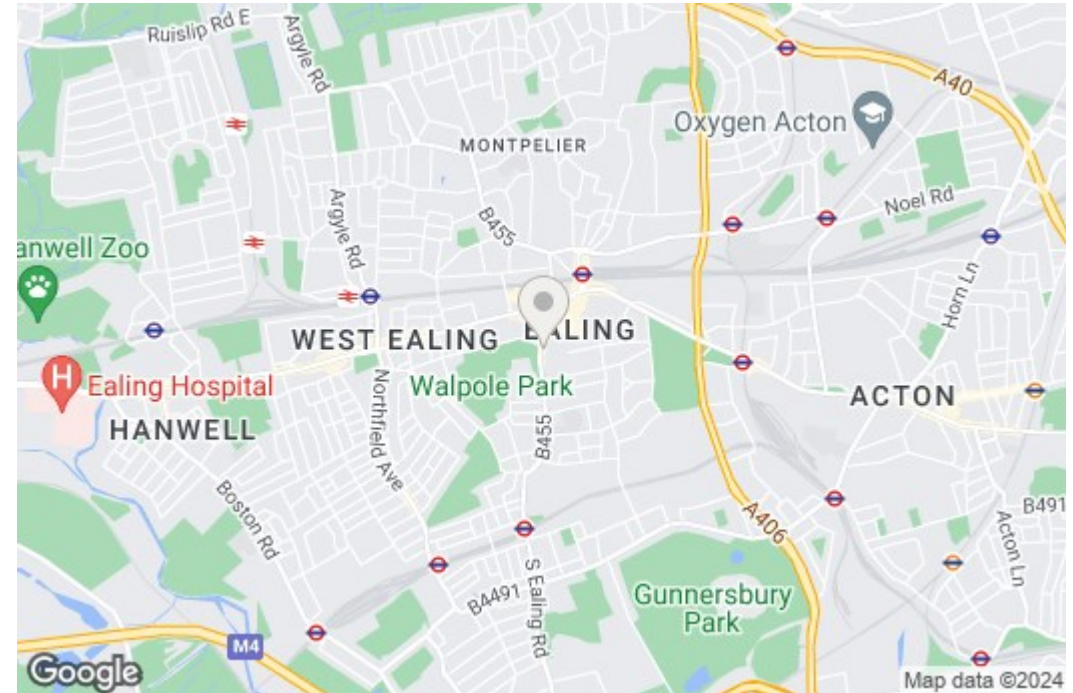 Ruislip Rd E
Argyle Rd
A40
Oxygen Acton
MONTPELIER
Argyle Rd
B455
Noel Rd
anwell Zoo
Horn Ln
WEST EALING
EALING
H
Ealing Hospital
Walpole Park
ACTON
HANWELL
Northfield Ave
B455
Boston Rd
A406
B491
Acton Ln
S Ealing Rd
B4491
Gunnersbury
Park
M4
Google
Map data ©2024